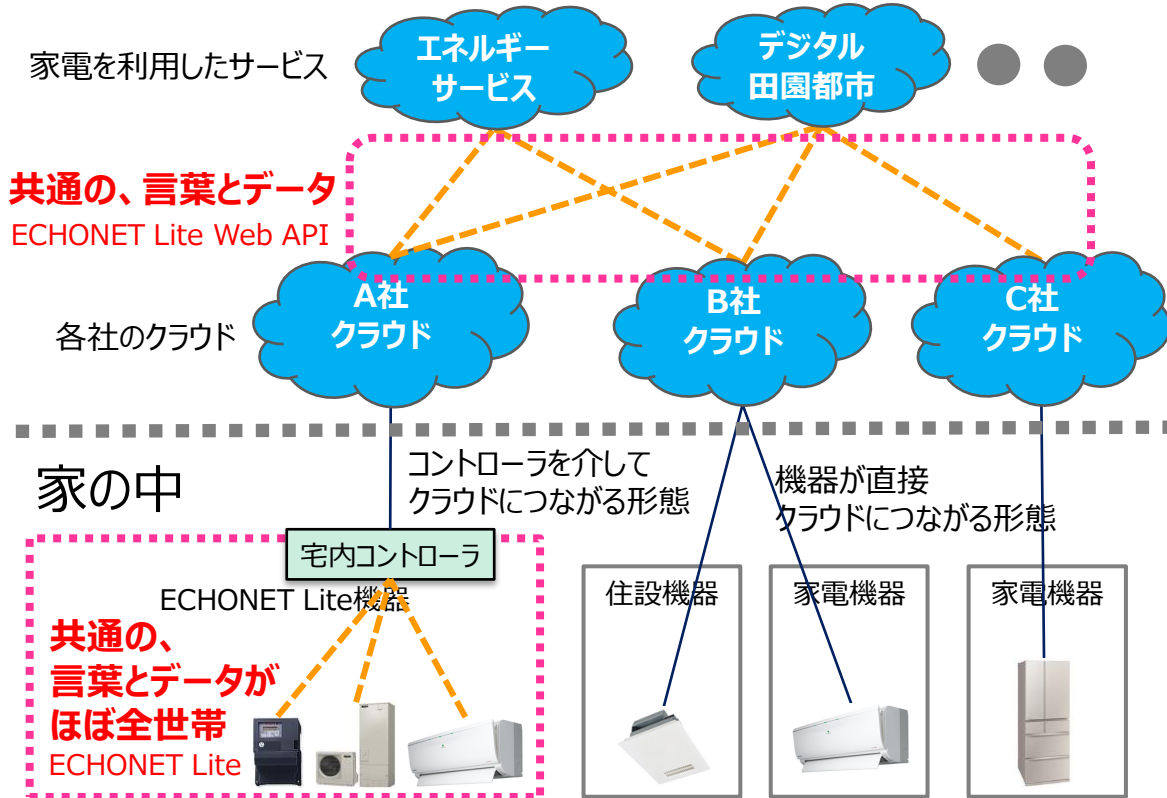 家電を利用したサービス
エネルギー
サービス
デジタル
田園都市
共通の、言葉とデータ
ECHONET Lite Web API
各社のクラウド
A社
クラウド
B社
クラウド
C社
クラウド
家の中
コントローラを介して
クラウドにつながる形態
機器が直接
クラウドにつながる形態
宅内コントローラ
ECHONET Lite機器
共通の、
言葉とデータが
ほぼ全世帯
ECHONET Lite
住設機器
家電機器
家電機器